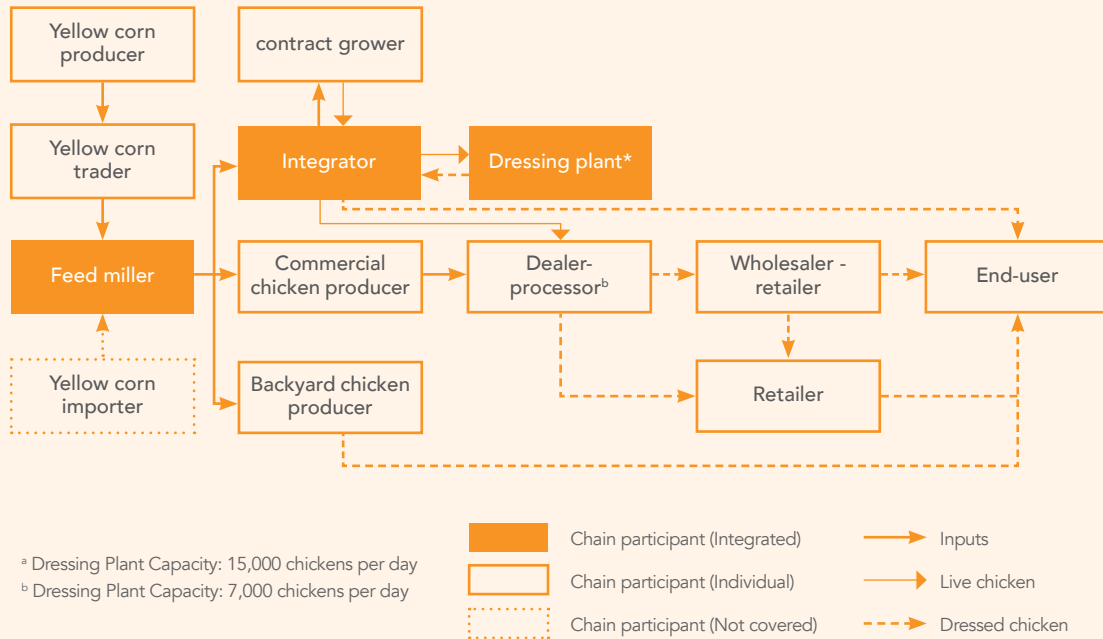 Yellow corn
producer
contract grower
Yellow corn
trader
Integrator
Dressing plant*
Feed miller
Commercial
chicken producer
Dealer-
processorᵇ
Wholesaler -
retailer
End-user
Yellow corn
importer
Backyard chicken
producer
Retailer
ᵃ Dressing Plant Capacity: 15,000 chickens per day
ᵇ Dressing Plant Capacity: 7,000 chickens per day
Chain participant (Integrated)
Chain participant (Individual)
Chain participant (Not covered)
Inputs
Live chicken
Dressed chicken